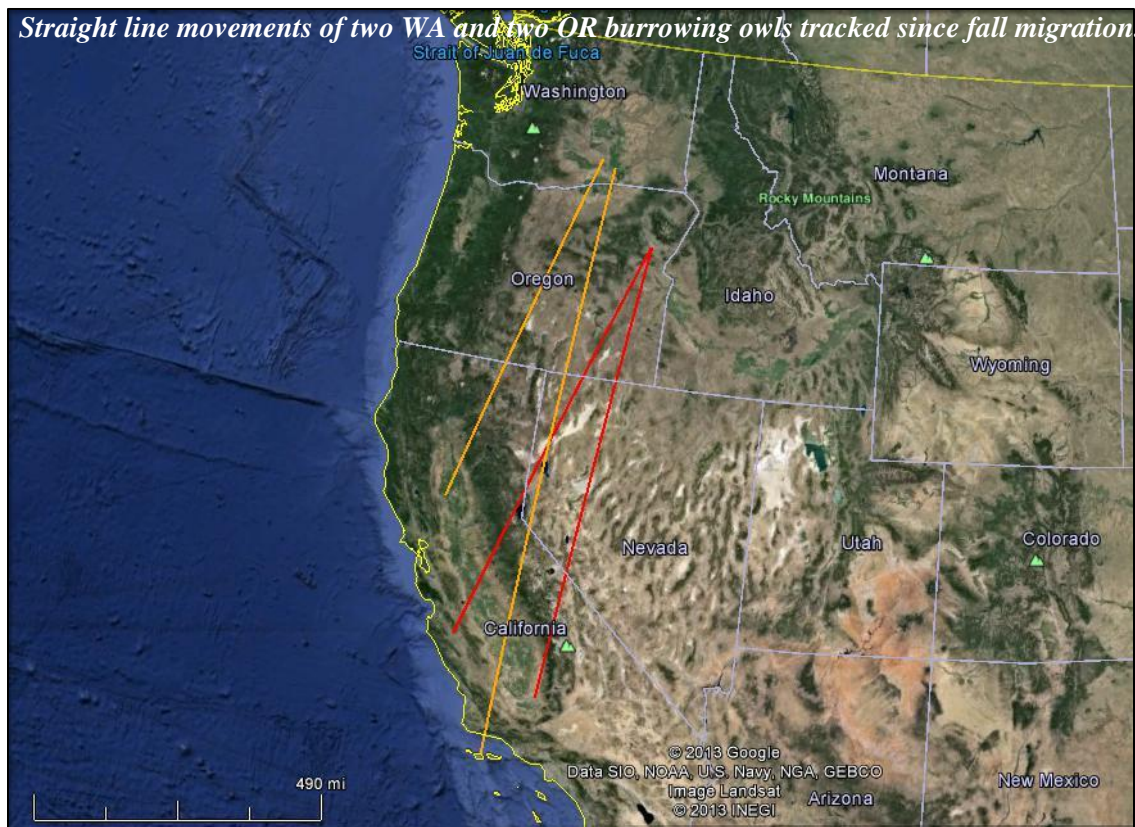 Straight line movements of two WA and two OR burrowing owls tracked since fall migration.
Strait of Juan de Fuca
Washington
Montana
Rocky Mountains
Oregon
Idaho
Wyoming
Nevada
Utah
Colorado
California
© 2013 Google
Data SIO, NOAA, U.S. Navy, NGA, GEBCO
Image Landsat
© 2013 INEGI
490 mi
Arizona
New Mexico